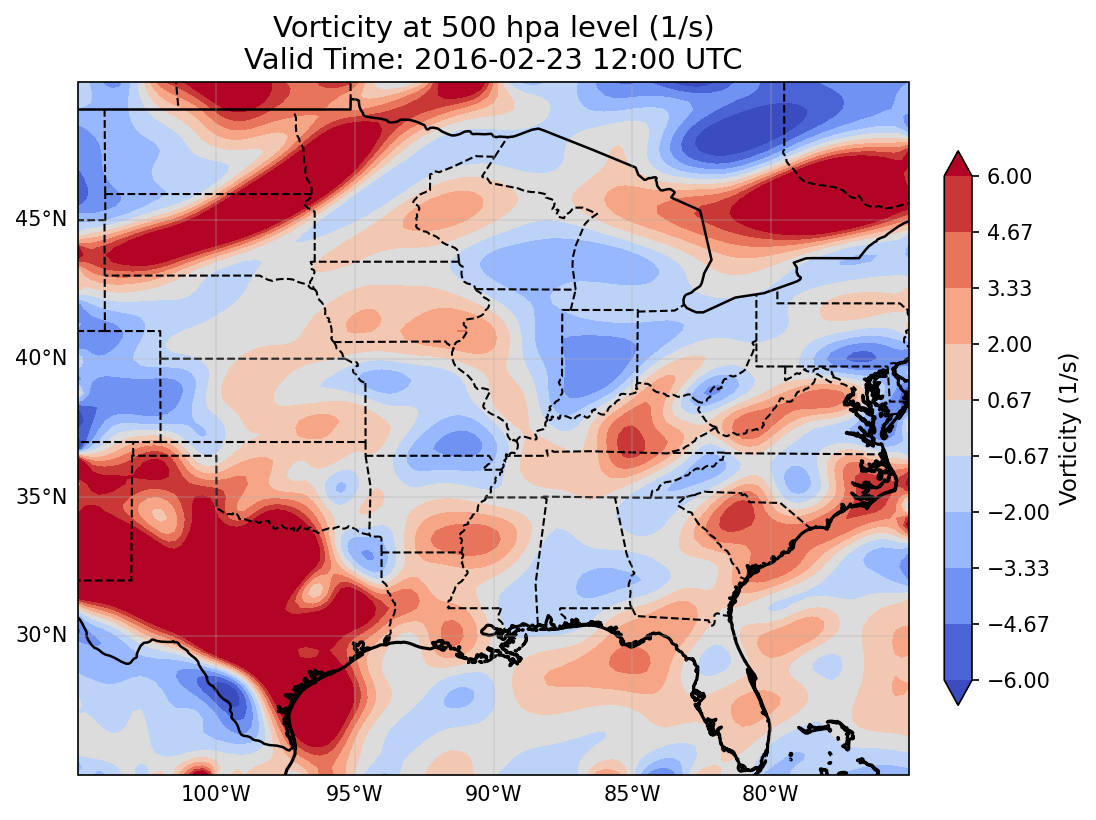 Vorticity at 500 hpa level (1/s)
Valid Time: 2016-02-23 12:00 UTC
45°N
40°N
35°N
30°N
100°W
95°W
90°W
85°W
80°W
6.00
4.67
3.33
2.00
0.67
−0.67
−2.00
−3.33
−4.67
−6.00
Vorticity (1/s)